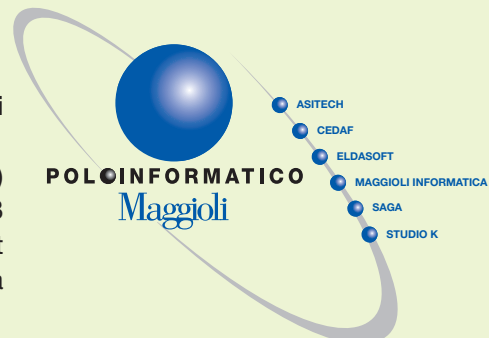 POLOINFORMATICO
Maggioli
ASITECH
CEDAF
ELDASOFT
MAGGIOLI INFORMATICA
SAGA
STUDIO K